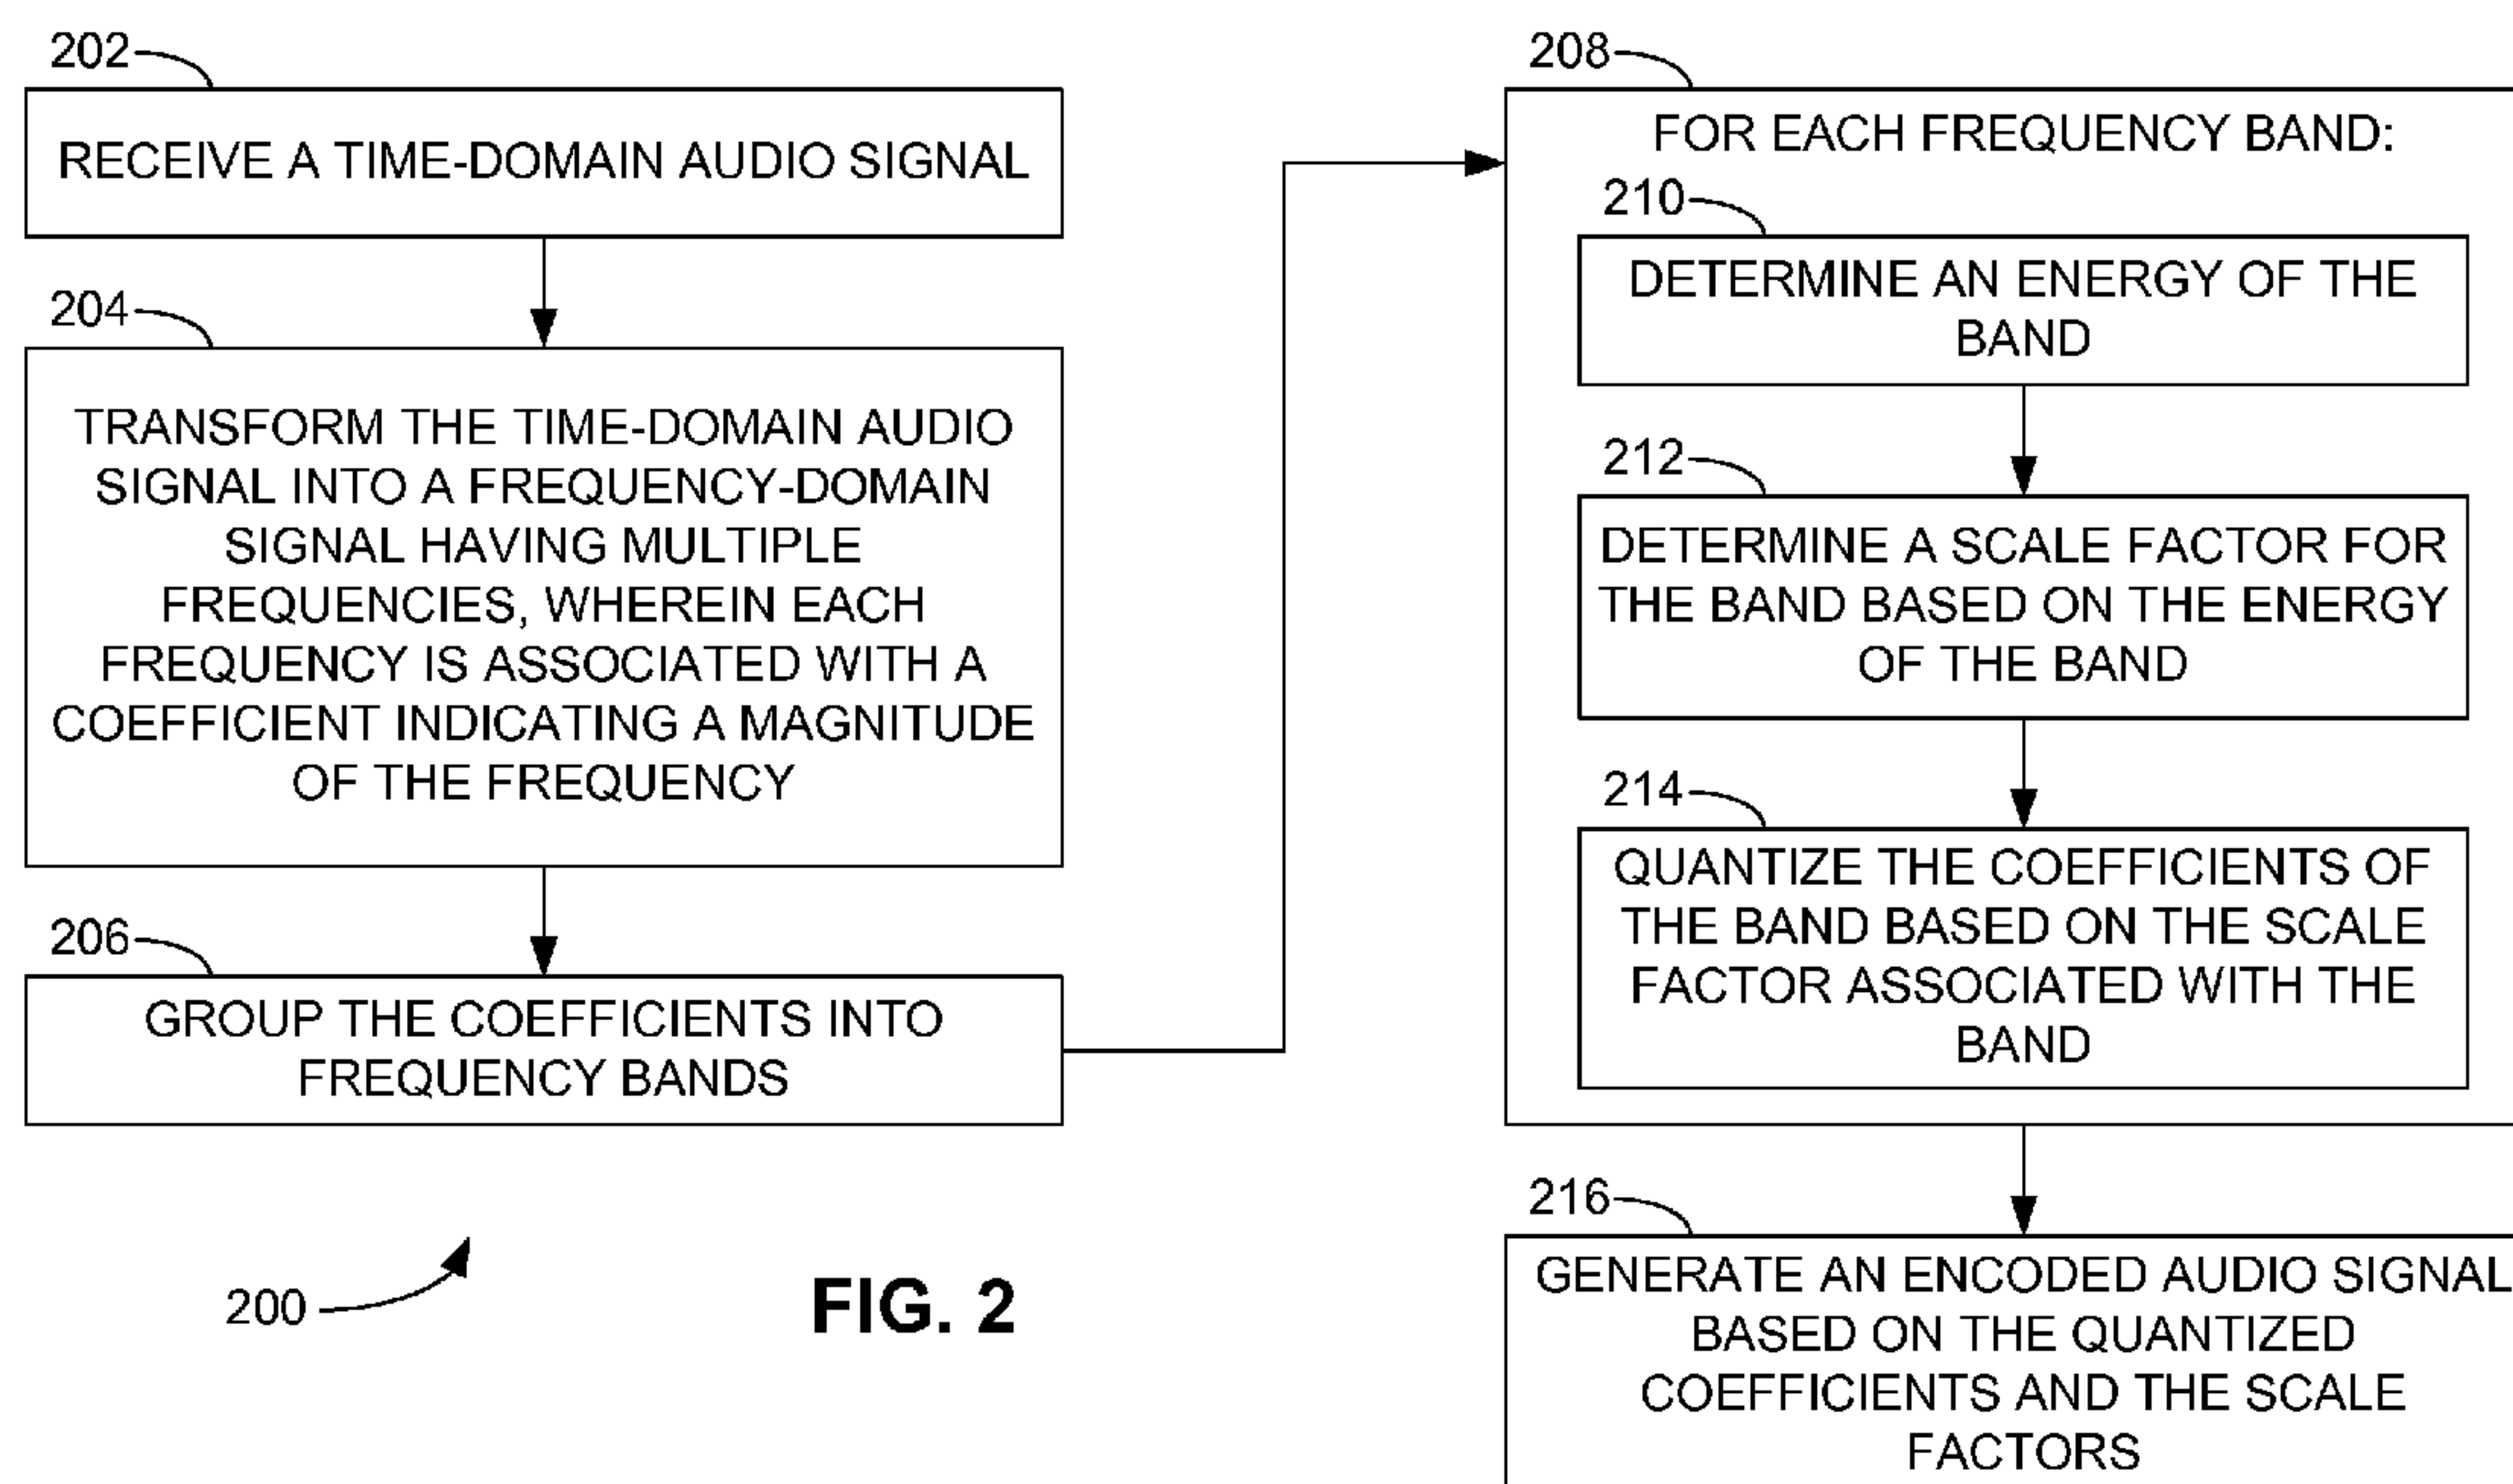 202
RECEIVE A TIME-DOMAIN AUDIO SIGNAL
204
TRANSFORM THE TIME-DOMAIN AUDIO
SIGNAL INTO A FREQUENCY-DOMAIN
SIGNAL HAVING MULTIPLE
FREQUENCIES, WHEREIN EACH
FREQUENCY IS ASSOCIATED WITH A
COEFFICIENT INDICATING A MAGNITUDE
OF THE FREQUENCY
206
GROUP THE COEFFICIENTS INTO
FREQUENCY BANDS
208
FOR EACH FREQUENCY BAND:
210
DETERMINE AN ENERGY OF THE
BAND
212
DETERMINE A SCALE FACTOR FOR
THE BAND BASED ON THE ENERGY
OF THE BAND
214
QUANTIZE THE COEFFICIENTS OF
THE BAND BASED ON THE SCALE
FACTOR ASSOCIATED WITH THE
BAND
216
GENERATE AN ENCODED AUDIO SIGNAL
BASED ON THE QUANTIZED
COEFFICIENTS AND THE SCALE
FACTORS
200
FIG. 2